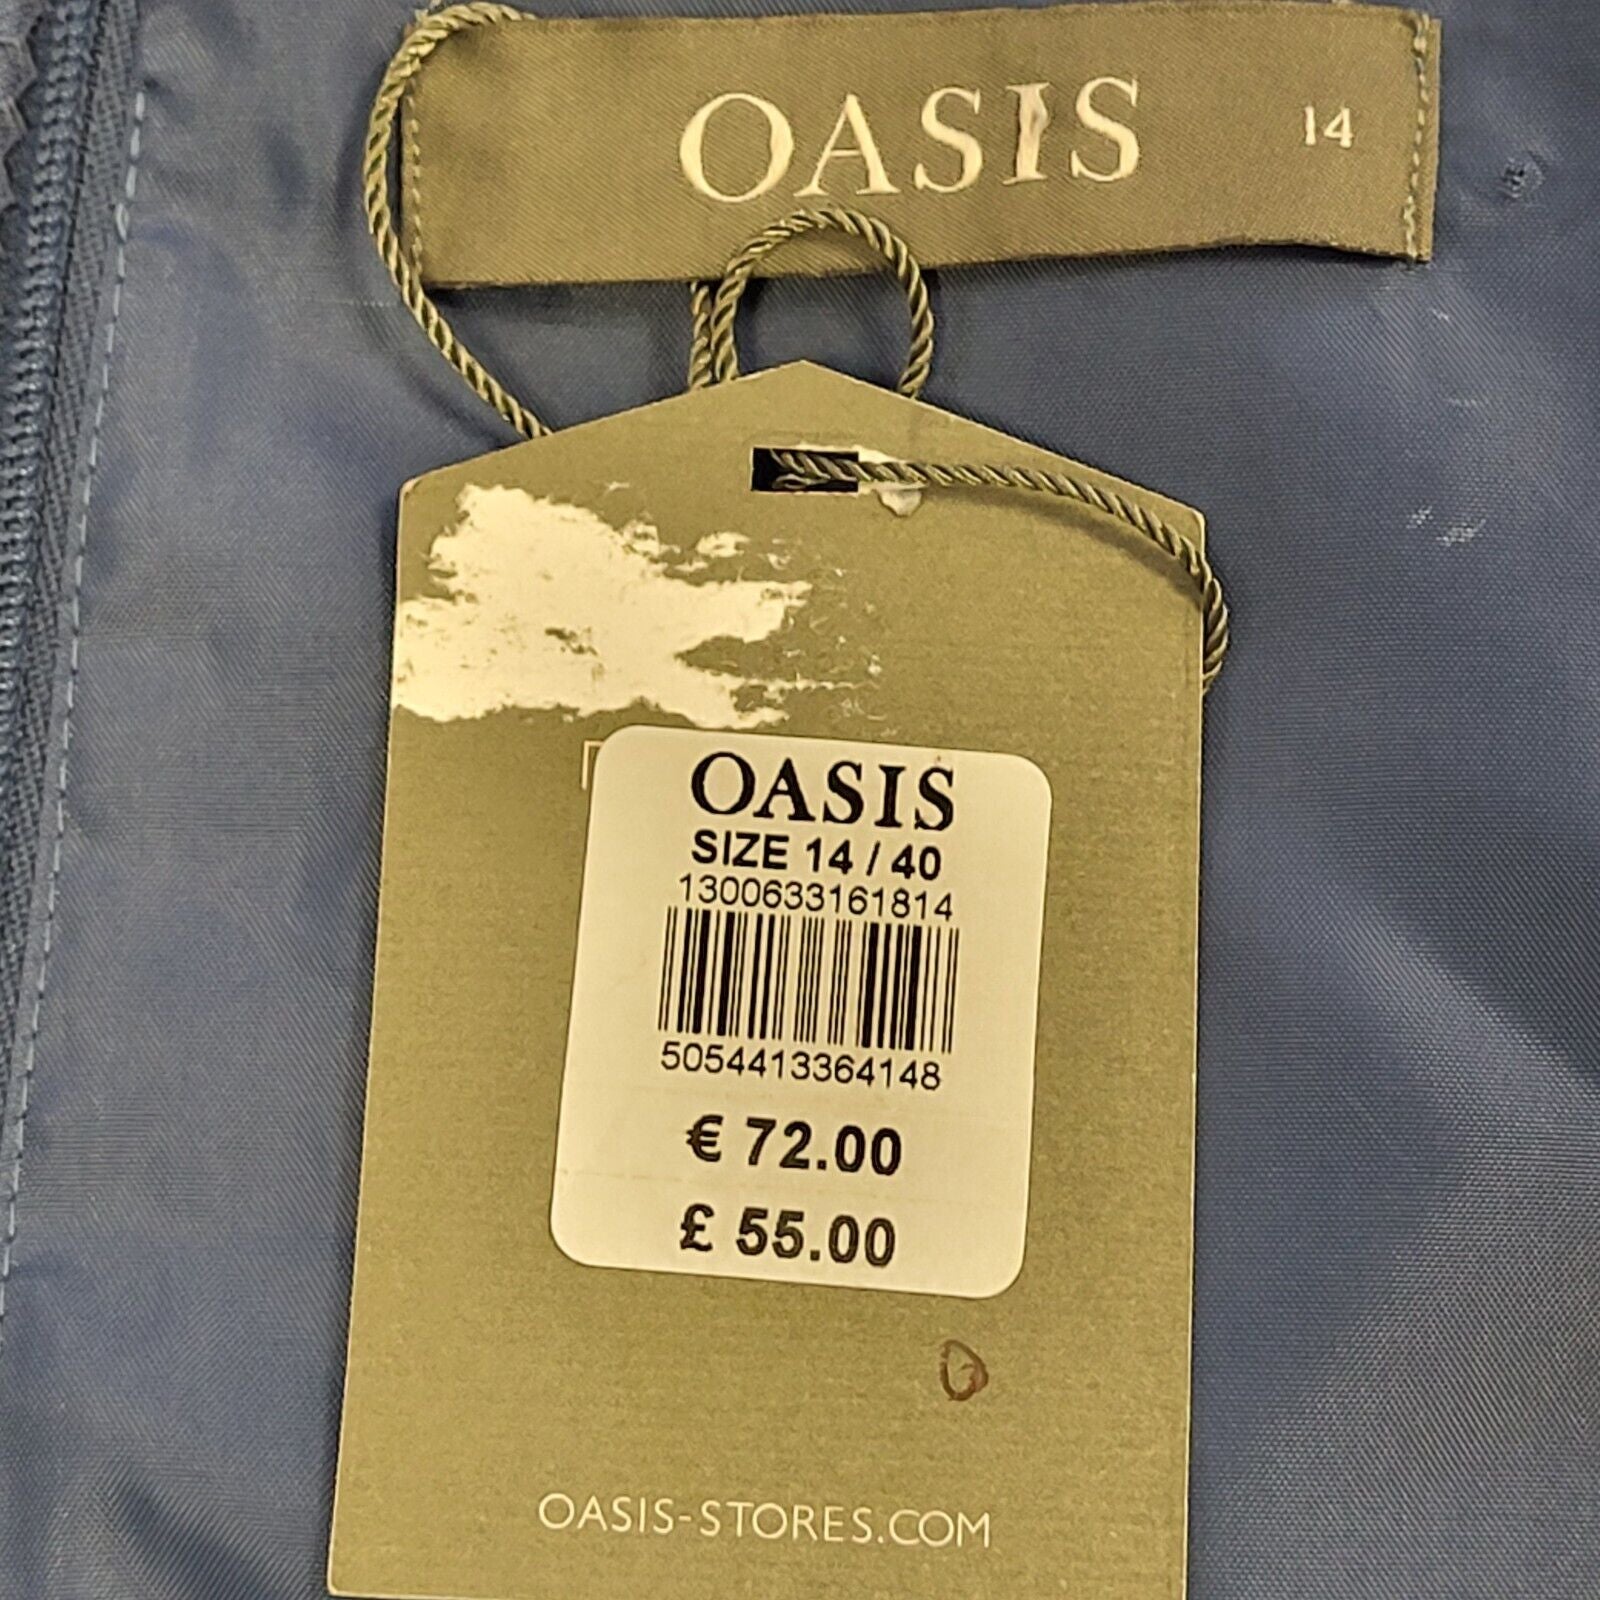 OASIS 14
OASIS
SIZE 14 / 40
1300633161814
5054413364148
€ 72.00
£ 55.00
OASIS-STORES.COM